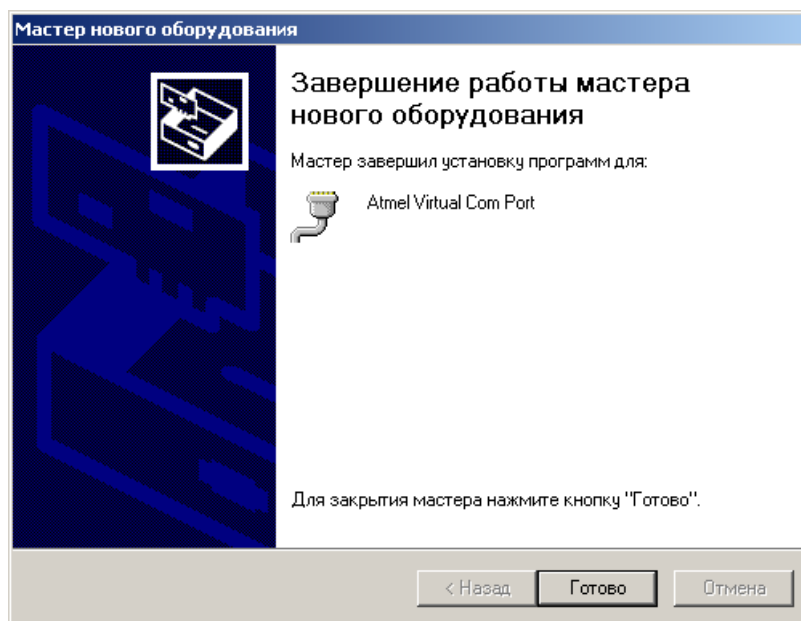 Мастер нового оборудования
Завершение работы мастера
нового оборудования
Мастер завершил установку программ для:
Atmel Virtual Com Port
Для закрытия мастера нажмите кнопку "Готово".
< Назад
Готово
Отмена